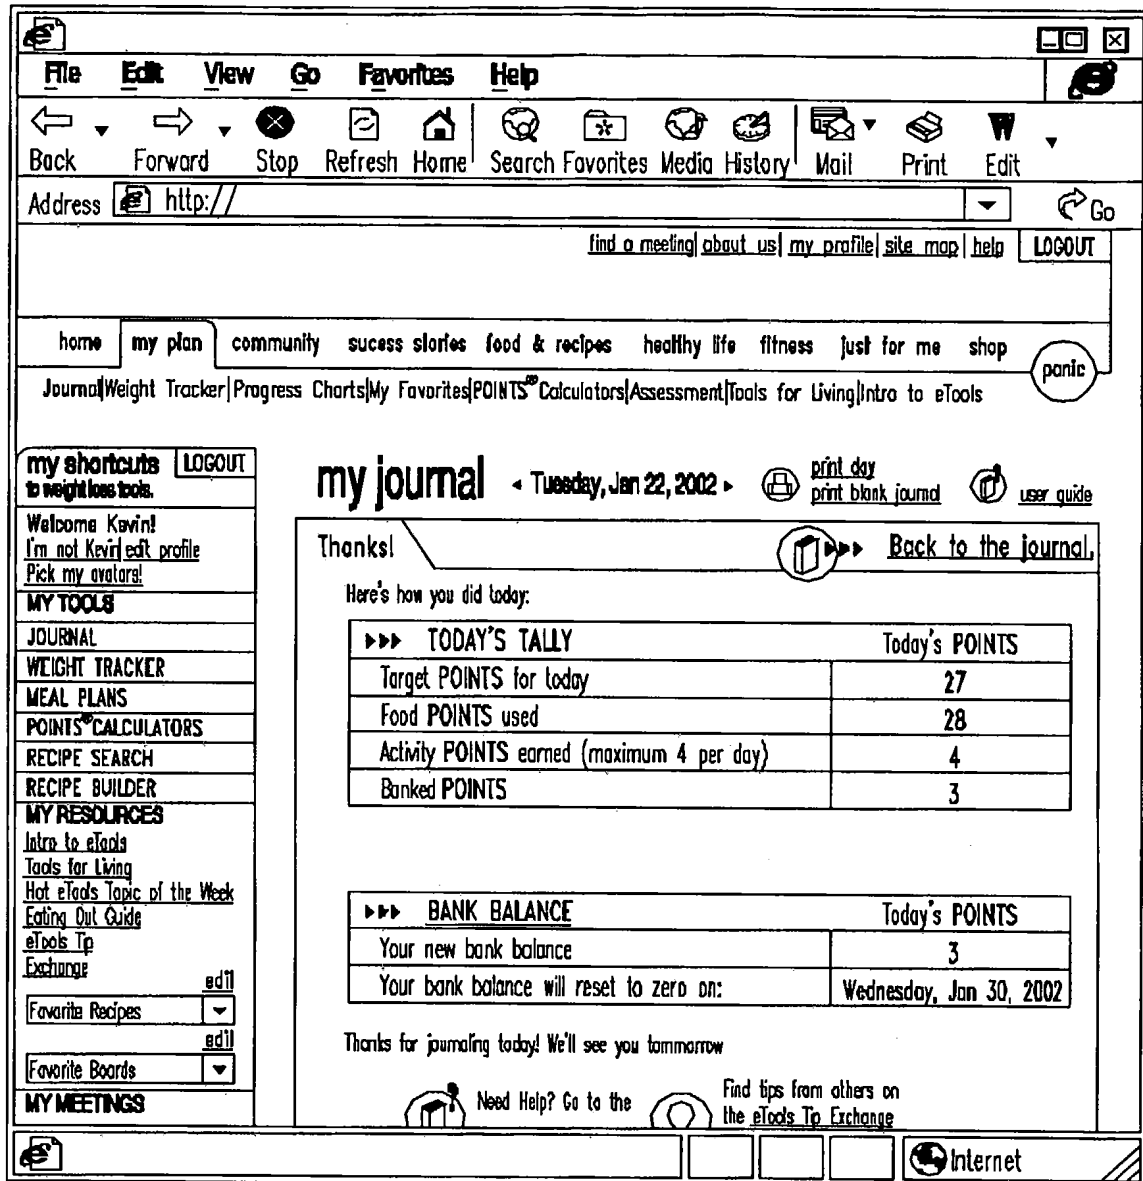 File Edit View Go Favorites Help
Back Forward Stop Refresh Home Search Favorites Media History Mail Print Edit
Address http:// Go
find a meeting| about us| my profile| site map| help LOGOUT
home my plan community sucess stories food & recipes healthy life fitness just for me shop
panic
Journal|Weight Tracker|Progress Charts|My Favorites|POINTS® Calculators|Assessment|Tools for Living|Intro to eTools
my shortcuts LOGOUT
to weight loss tools.
Welcome Kevin!
I'm not Kevin|edit profile
Pick my avatars!
MY TOOLS
JOURNAL
WEIGHT TRACKER
MEAL PLANS
POINTS® CALCULATORS
RECIPE SEARCH
RECIPE BUILDER
MY RESOURCES
Intro to eTools
Tools for Living
Hot eTools Topic of the Week
Eating Out Guide
eTools Tip
Exchange
edit
Favorite Recipes
edit
Favorite Boards
MY MEETINGS
my journal Tuesday, Jan 22, 2002
print day
print blank journal
user guide
Thanks! Back to the journal,
Here's how you did today:
TODAY'S TALLY Today's POINTS
Target POINTS for today 27
Food POINTS used 28
Activity POINTS earned (maximum 4 per day) 4
Banked POINTS 3
BANK BALANCE Today's POINTS
Your new bank balance 3
Your bank balance will reset to zero on: Wednesday, Jan 30, 2002
Thanks for journaling today! We'll see you tommorrow
Need Help? Go to the
Find tips from others on
the eTools Tip Exchange
Internet